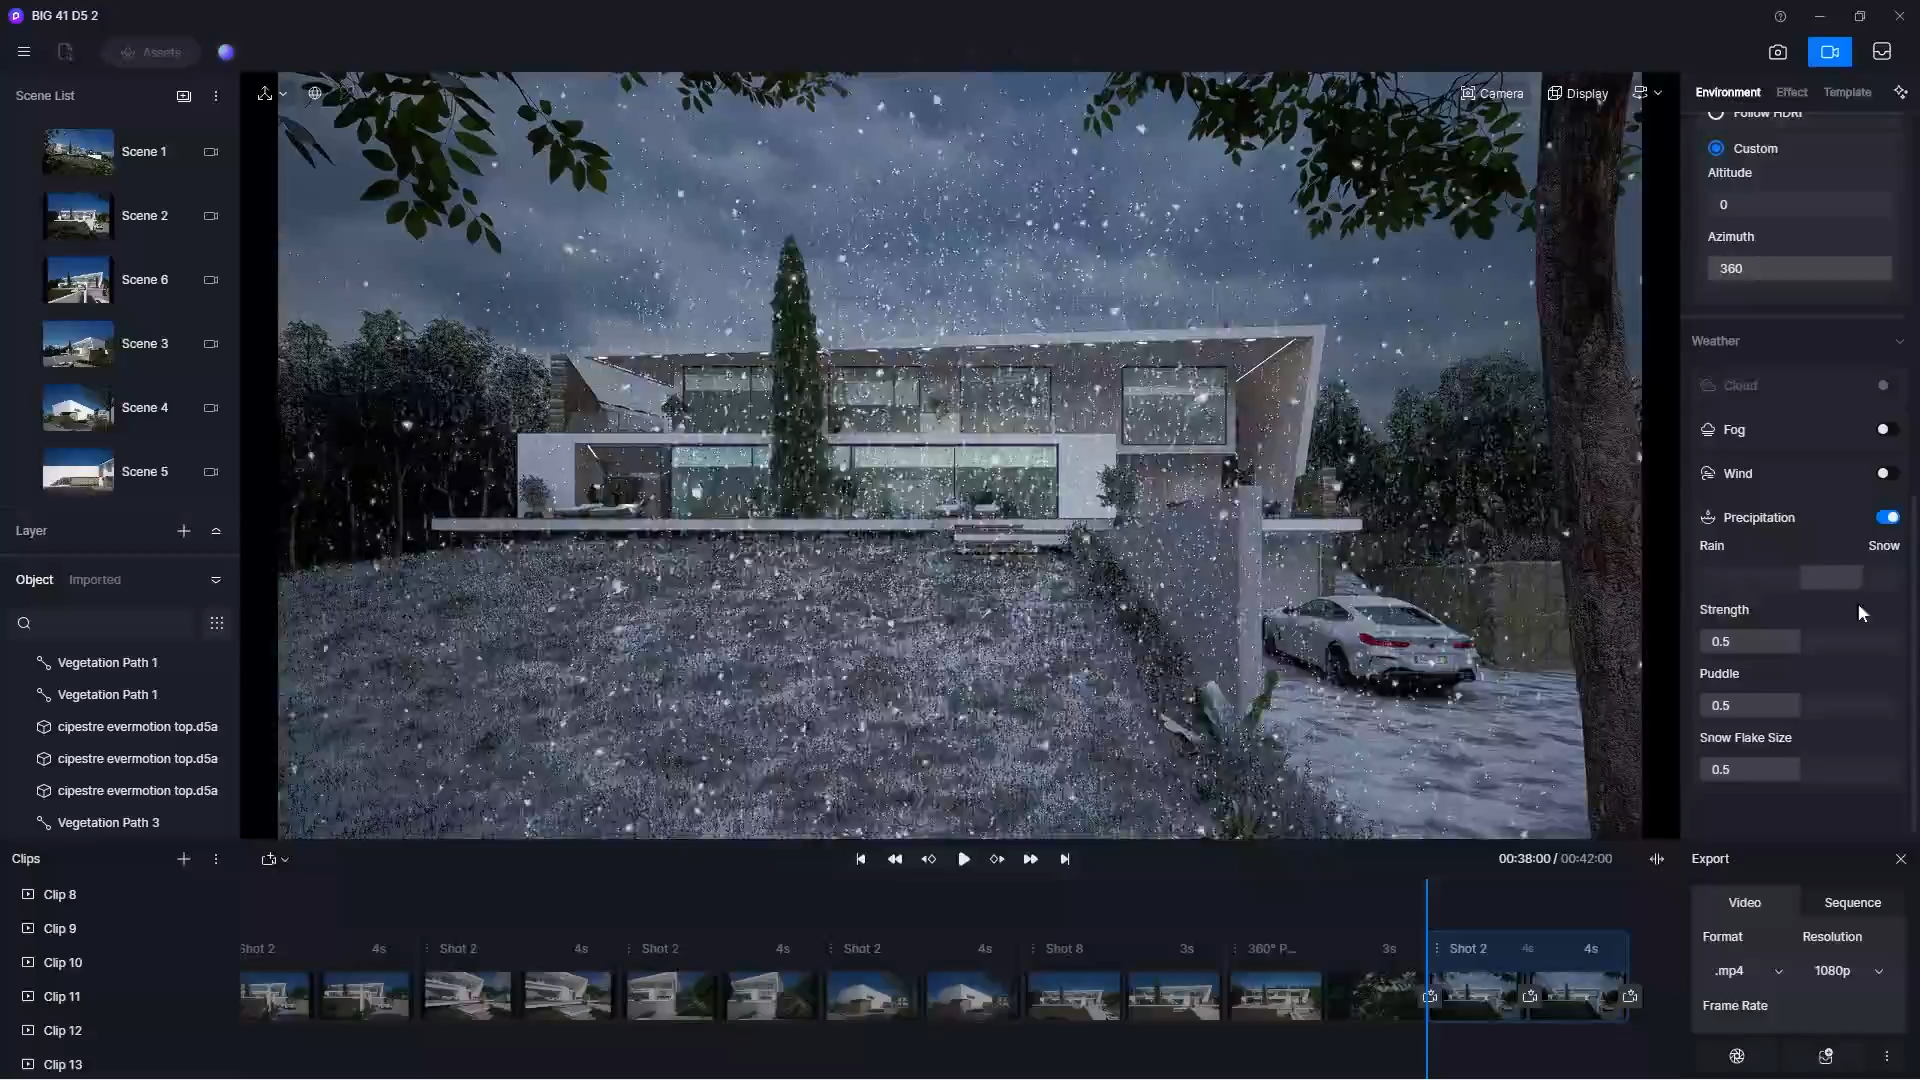 BIG 41 D5 2
Assets
Scene List
Scene 1
Scene 2
Scene 6
Scene 3
Scene 4
Scene 5
Layer
Object Imported
Vegetation Path 1
Vegetation Path 1
cipestre evermotion top.d5a
cipestre evermotion top.d5a
cipestre evermotion top.d5a
Vegetation Path 3
Camera
Display
Environment Effect Template
Follow HDRI
Custom
Altitude
0
Azimuth
360
Weather
Cloud
Fog
Wind
Precipitation
Rain Snow
Strength
0.5
Puddle
0.5
Snow Flake Size
0.5
Clips
Clip 8
Clip 9
Clip 10
Clip 11
Clip 12
Clip 13
00:38:00 / 00:42:00
Shot 2 4s
Shot 2 4s
Shot 2 4s
Shot 2 4s
Shot 8 3s
360° P... 3s
Shot 2 4s 4s
Export
Video Sequence
Format Resolution
.mp4 1080p
Frame Rate